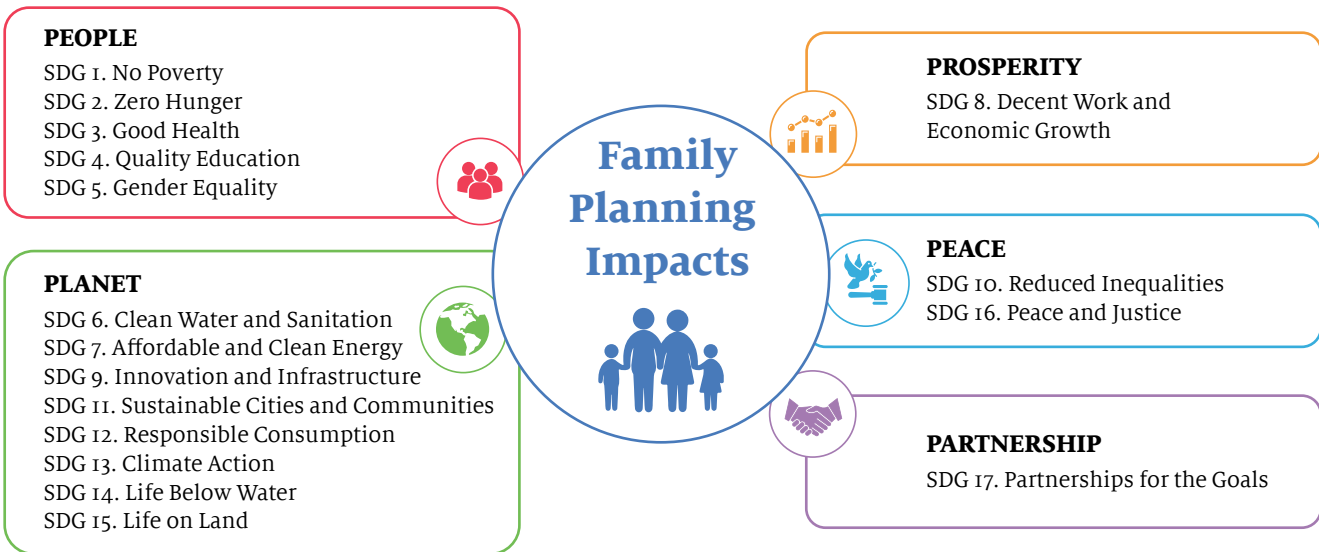 PEOPLE
SDG 1. No Poverty
SDG 2. Zero Hunger
SDG 3. Good Health
SDG 4. Quality Education
SDG 5. Gender Equality
PLANET
SDG 6. Clean Water and Sanitation
SDG 7. Affordable and Clean Energy
SDG 9. Innovation and Infrastructure
SDG 11. Sustainable Cities and Communities
SDG 12. Responsible Consumption
SDG 13. Climate Action
SDG 14. Life Below Water
SDG 15. Life on Land
Family
Planning
Impacts
PROSPERITY
SDG 8. Decent Work and
Economic Growth
PEACE
SDG 10. Reduced Inequalities
SDG 16. Peace and Justice
PARTNERSHIP
SDG 17. Partnerships for the Goals